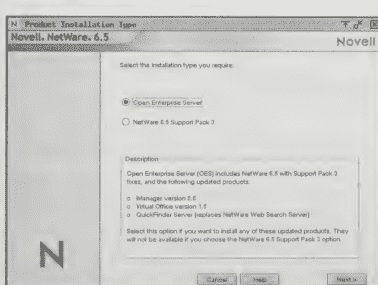 N Product Installation Type
Novell. NetWare. 6.5
Novell
Select the installation type you require:
Open Enterprise Server
NetWare 6.5 Support Pack 3
Description
Open Enterprise Server (OES) includes NetWare 6.5 with Support Pack 3
fixes, and the following updated products:
o iManager version 2.5
o Virtual Office version 1.5
o QuickFinder Server (replaces NetWare Web Search Server)
Select this option if you want to install any of these updated products. They
will not be available if you choose the NetWare 6.5 Support Pack 3 option.
N
Cancel Help Next >